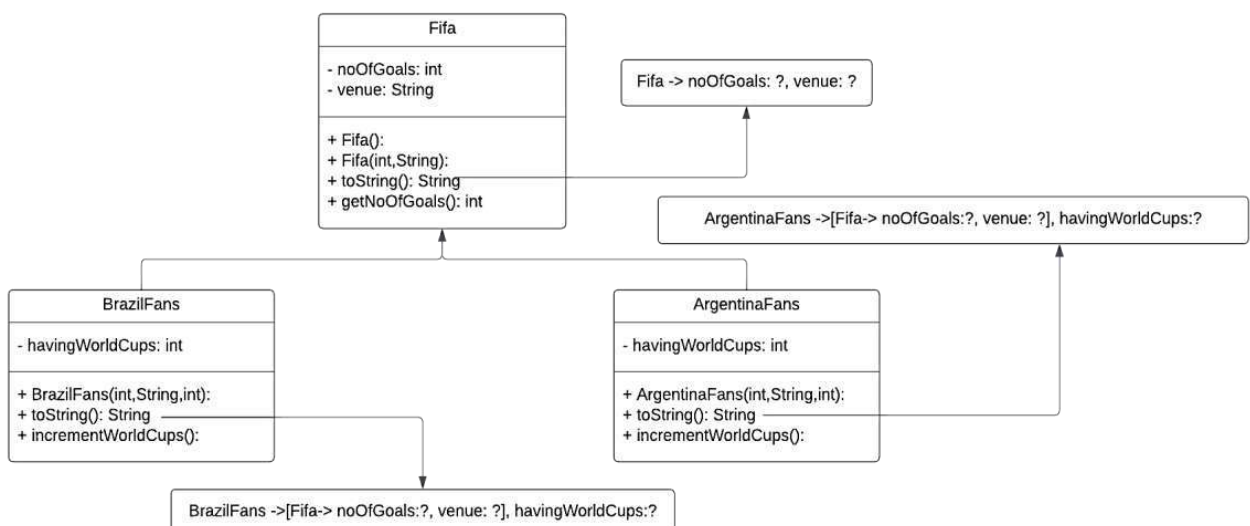 Fifa
- noOfGoals: int
- venue: String
+ Fifa():
+ Fifa(int,String):
+ toString(): String
+ getNoOfGoals(): int
Fifa -> noOfGoals: ?, venue: ?
ArgentinaFans ->[Fifa-> noOfGoals:?, venue: ?], havingWorldCups:?
BrazilFans
- havingWorldCups: int
+ BrazilFans(int,String,int):
+ toString(): String
+ incrementWorldCups():
ArgentinaFans
- havingWorldCups: int
+ ArgentinaFans(int,String,int):
+ toString(): String
+ incrementWorldCups():
BrazilFans ->[Fifa-> noOfGoals:?, venue: ?], havingWorldCups:?